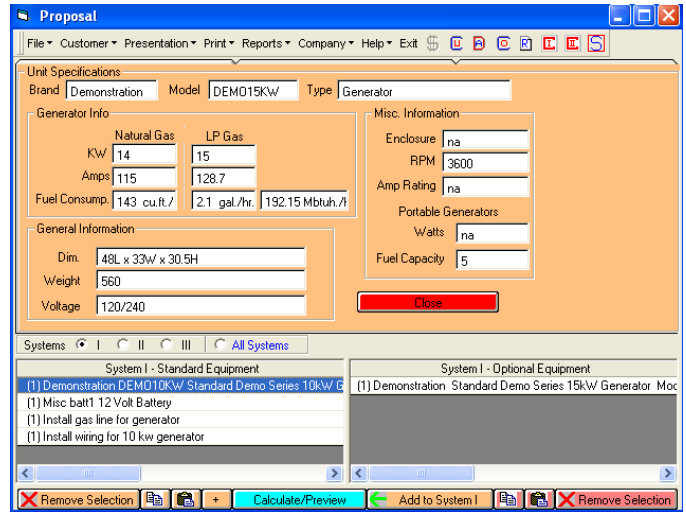 Proposal
File Customer Presentation Print Reports Company Help Exit
Unit Specifications
Brand Demonstration Model DEMO15KW Type Generator
Generator Info
Natural Gas LP Gas
KW 14 15
Amps 115 128.7
Fuel Consump. 143 cu.ft./ 2.1 gal./hr. 192.15 Mbtuh./
General Information
Dim. 48L x 33W x 30.5H
Weight 560
Voltage 120/240
Misc. Information
Enclosure na
RPM 3600
Amp Rating na
Portable Generators
Watts na
Fuel Capacity 5
Close
Systems I II III All Systems
System I - Standard Equipment
(1) Demonstration DEMO10KW Standard Demo Series 10kW G
(1) Misc batt1 12 Volt Battery
(1) Install gas line for generator
(1) Install wiring for 10 kw generator
System I - Optional Equipment
(1) Demonstration Standard Demo Series 15kW Generator Moc
Remove Selection + Calculate/Preview Add to System I Remove Selection